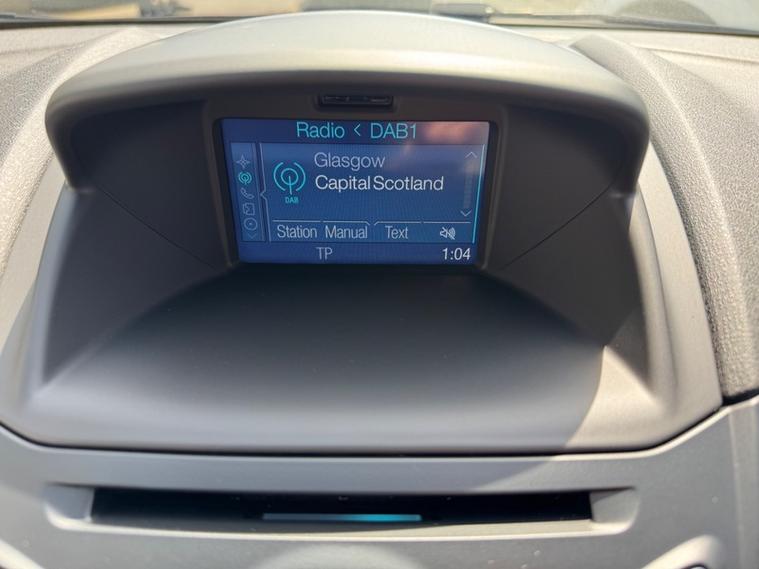 Radio < DAB1
Glasgow
Capital Scotland
DAB
Station Manual Text
TP 1:04